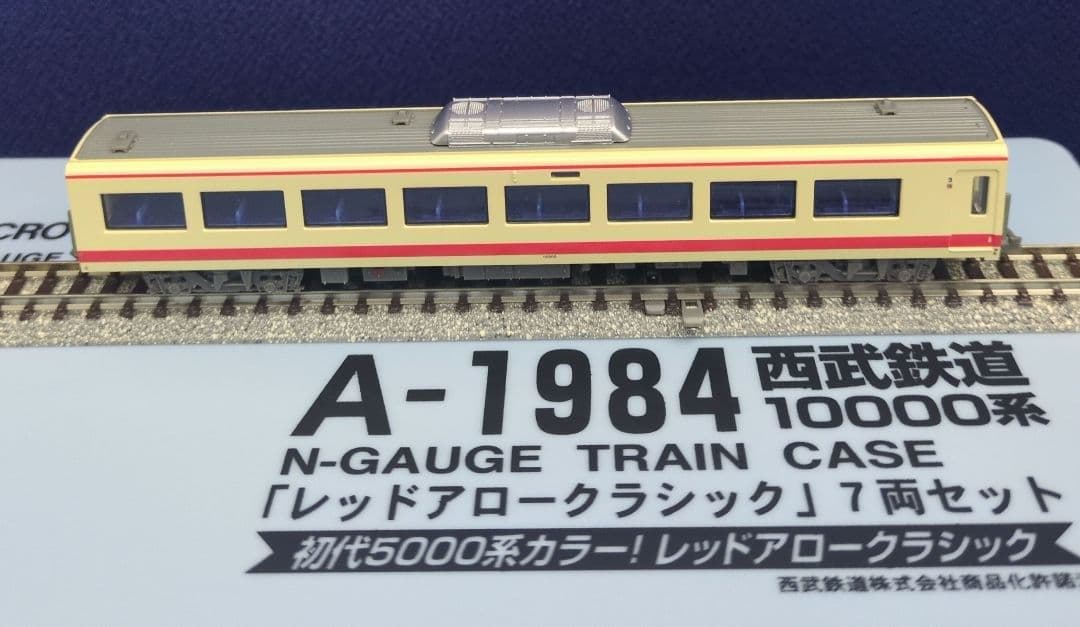 CRO
AUGE
A-1984 西武鉄道
10000系
N-GAUGE TRAIN CASE
「レッドアロークラシック」7両セット
初代5000系カラー! レッドアロークラシック
西武鉄道株式会社商品化許諾